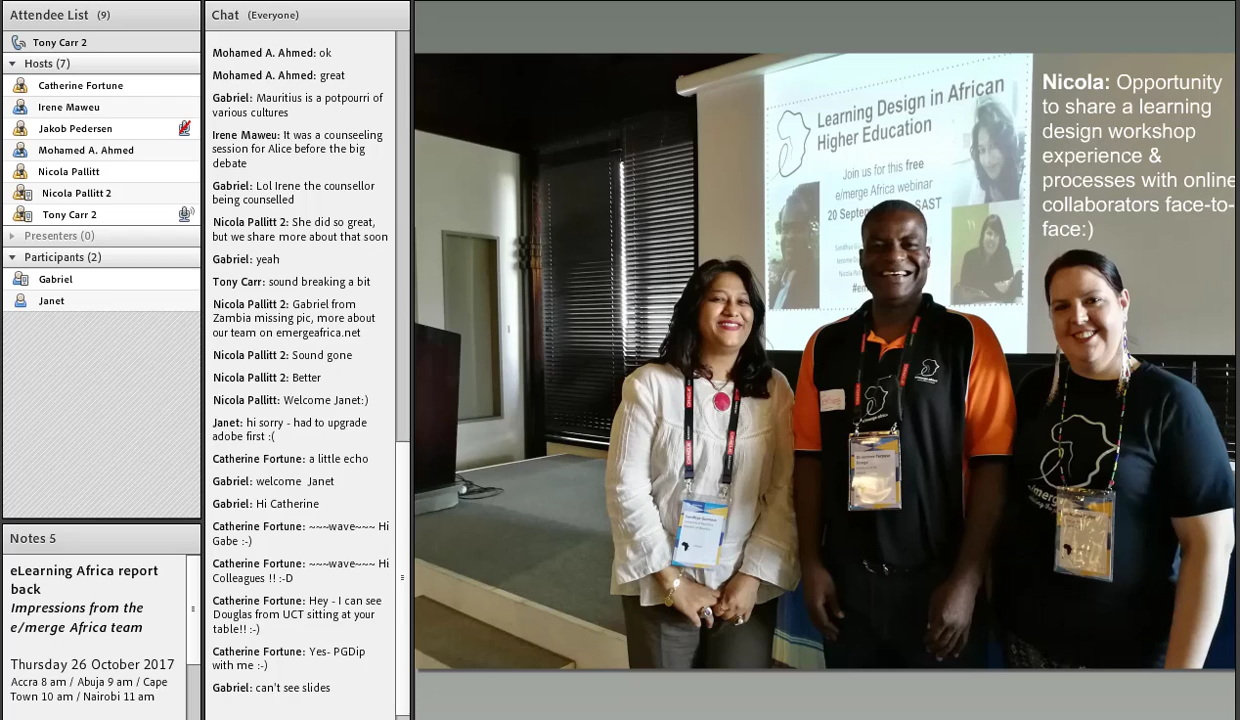 Attendee List (9)
Tony Carr 2
Hosts (7)
Catherine Fortune
Irene Maweu
Jakob Pedersen
Mohamed A. Ahmed
Nicola Pallitt
Nicola Pallitt 2
Tony Carr 2
Presenters (0)
Participants (2)
Gabriel
Janet
Notes 5
eLearning Africa report
back
Impressions from the
e/merge Africa team
Thursday 26 October 2017
Accra 8 am / Abuja 9 am / Cape
Town 10 am / Nairobi 11 am
Chat (Everyone)
Mohamed A. Ahmed: ok
Mohamed A. Ahmed: great
Gabriel: Mauritius is a potpourri of
various cultures
Irene Maweu: It was a counseeling
session for Alice before the big
debate
Gabriel: Lol Irene the counsellor
being counselled
Nicola Pallitt 2: She did so great,
but we share more about that soon
Gabriel: yeah
Tony Carr: sound breaking a bit
Nicola Pallitt 2: Gabriel from
Zambia missing pic, more about
our team on emergeafrica.net
Nicola Pallitt 2: Sound gone
Nicola Pallitt 2: Better
Nicola Pallitt: Welcome Janet:)
Janet: hi sorry - had to upgrade
adobe first :(
Catherine Fortune: a little echo
Gabriel: welcome Janet
Gabriel: Hi Catherine
Catherine Fortune: ~~~wave~~~ Hi
Gabe :-)
Catherine Fortune: ~~~wave~~~ Hi
Colleagues !! :-D
Catherine Fortune: Hey - I can see
Douglas from UCT sitting at your
table!! :-)
Catherine Fortune: Yes- PGDip
with me :-)
Gabriel: can't see slides
Learning Design in African
Higher Education
Join us for this free
e/merge Africa webinar
20 SAST
Nicola: Opportunity
to share a learning
design workshop
experience &
processes with online
collaborators face-to-
face:)